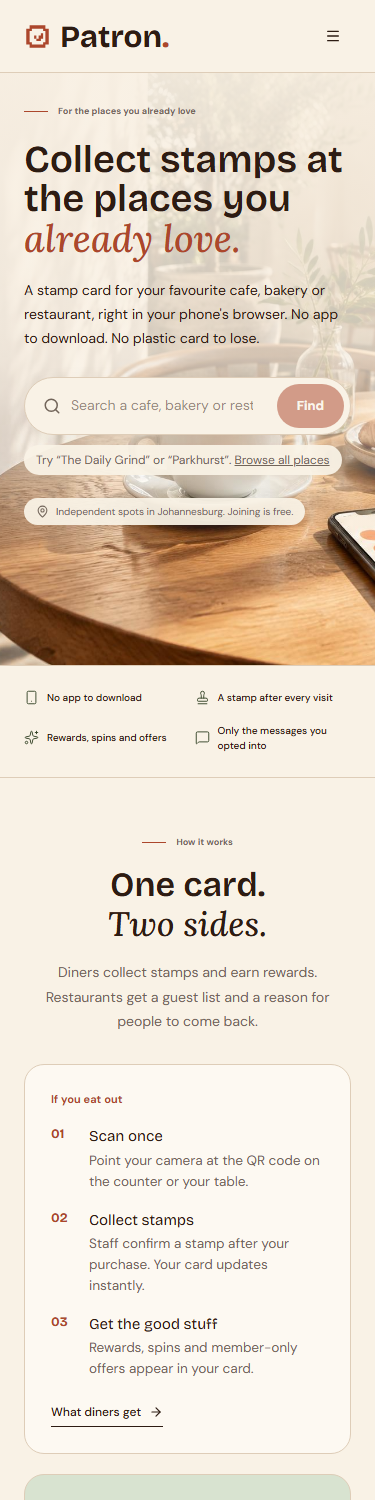 Patron.
For the places you already love
Collect stamps at
the places you
already love.
A stamp card for your favourite cafe, bakery or
restaurant, right in your phone's browser. No app
to download. No plastic card to lose.
Search a cafe, bakery or rest
Find
Try “The Daily Grind” or “Parkhurst”. Browse all places
Independent spots in Johannesburg. Joining is free.
No app to download
A stamp after every visit
Rewards, spins and offers
Only the messages you
opted into
How it works
One card.
Two sides.
Diners collect stamps and earn rewards.
Restaurants get a guest list and a reason for
people to come back.
If you eat out
01 Scan once
Point your camera at the QR code on
the counter or your table.
02 Collect stamps
Staff confirm a stamp after your
purchase. Your card updates
instantly.
03 Get the good stuff
Rewards, spins and member-only
offers appear in your card.
What diners get →